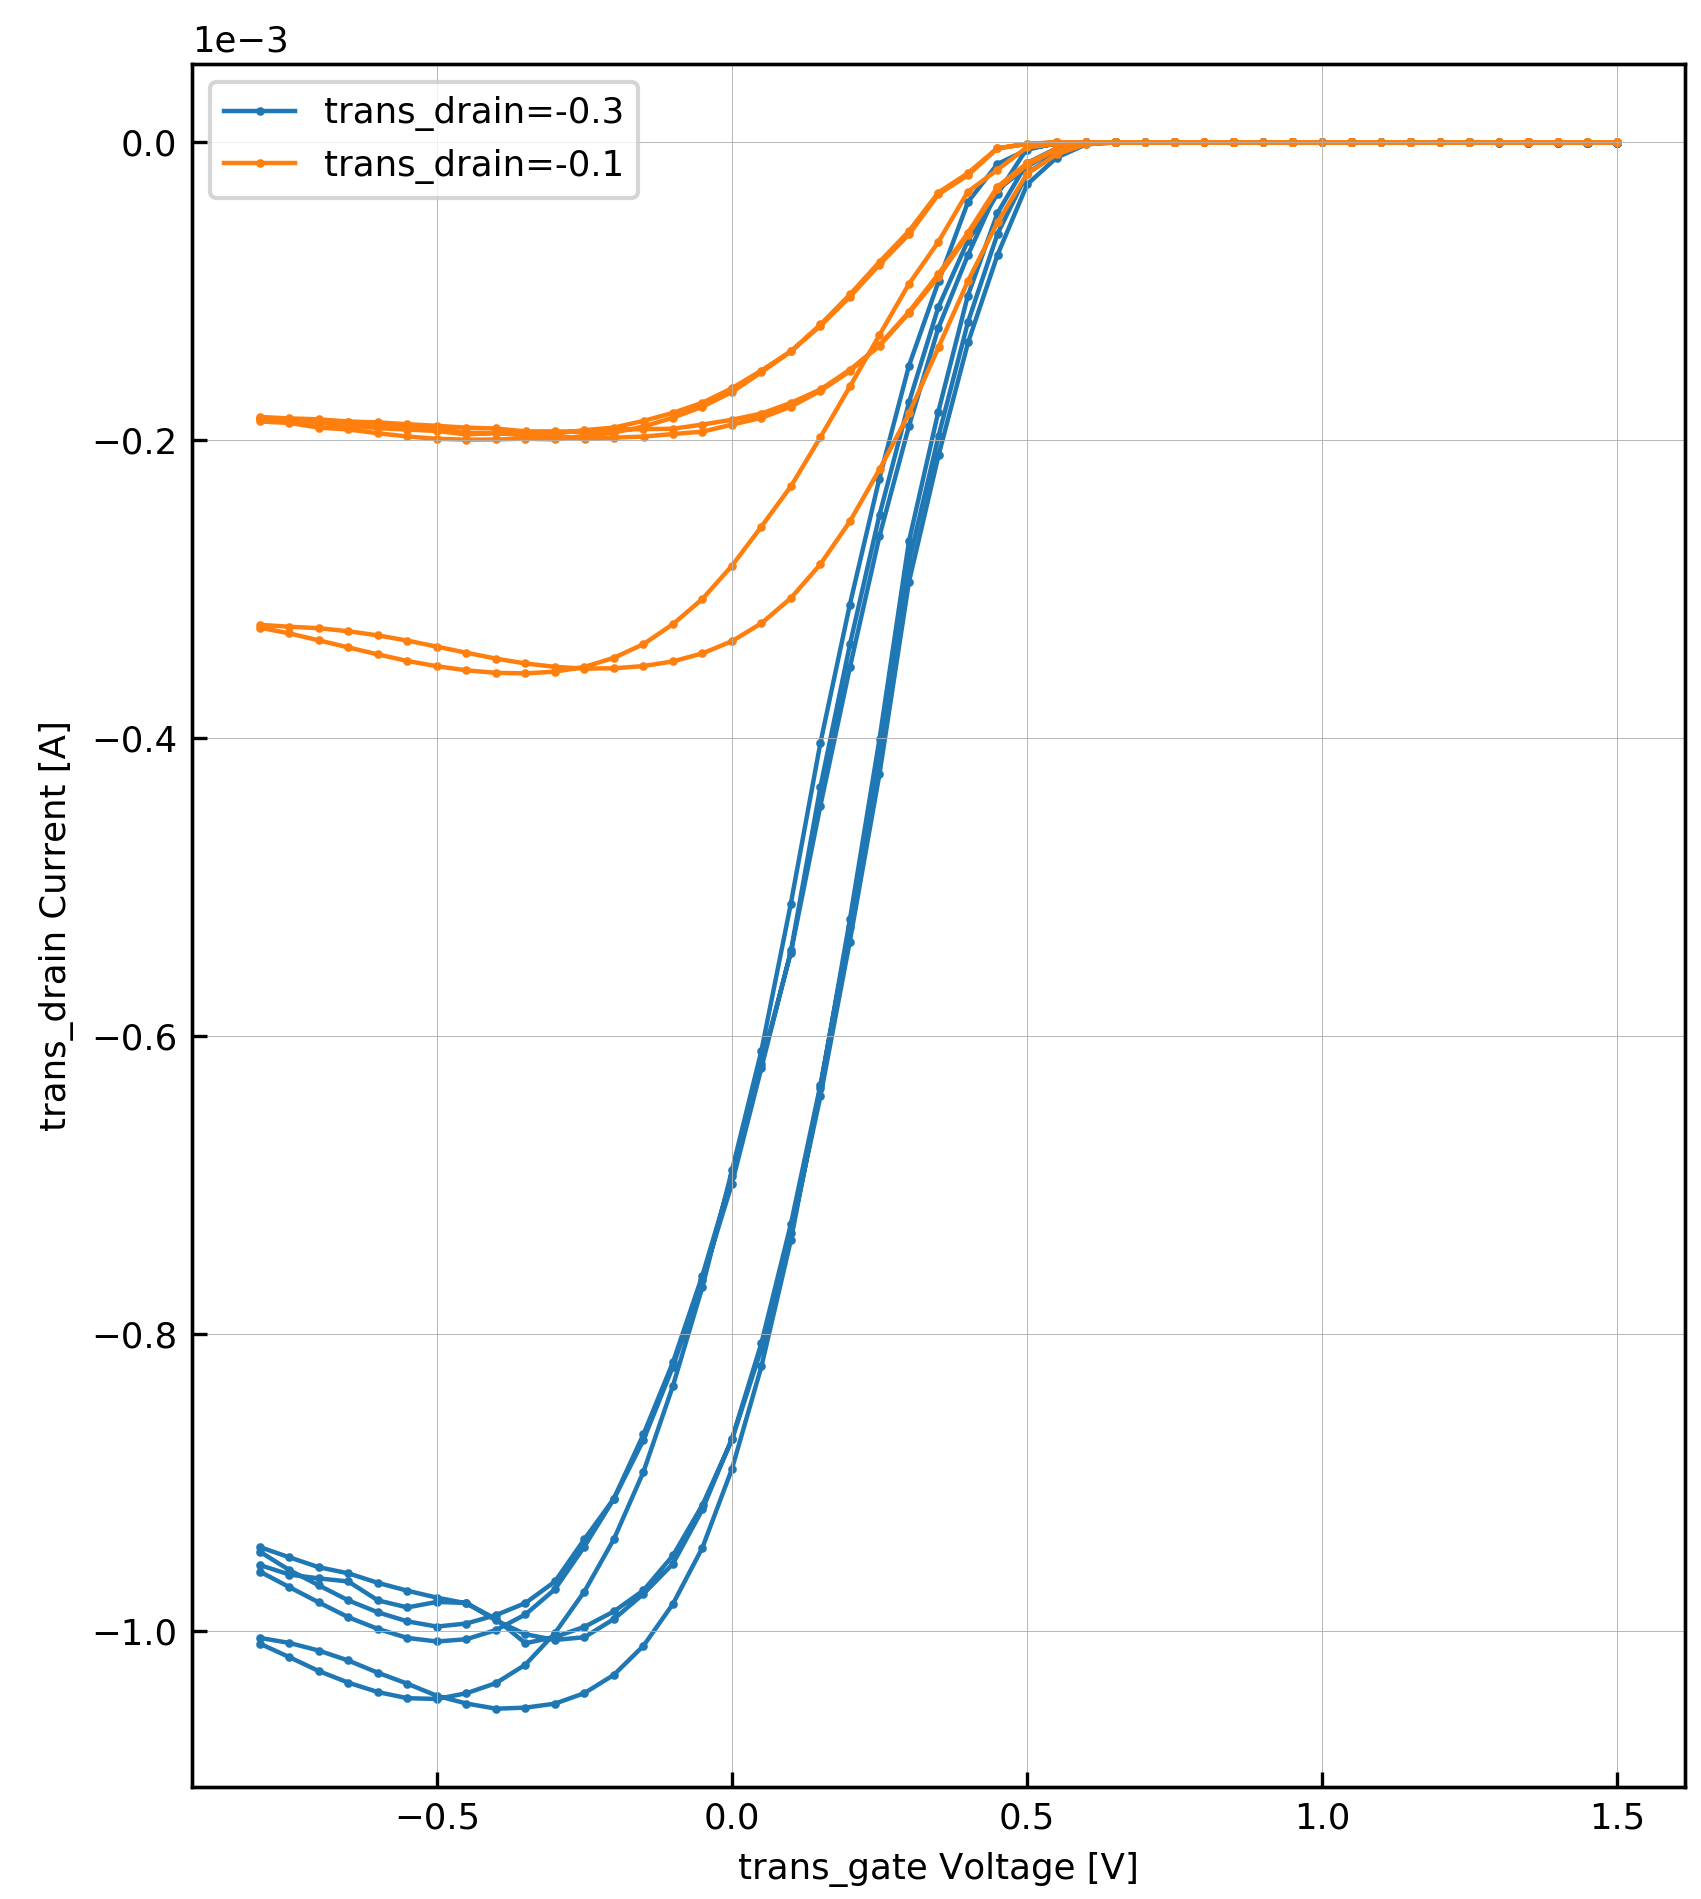 1e−3
trans_drain=-0.3
trans_drain=-0.1
0.0
−0.2
−0.4
−0.6
−0.8
−1.0
trans_drain Current [A]
−0.5 0.0 0.5 1.0 1.5
trans_gate Voltage [V]